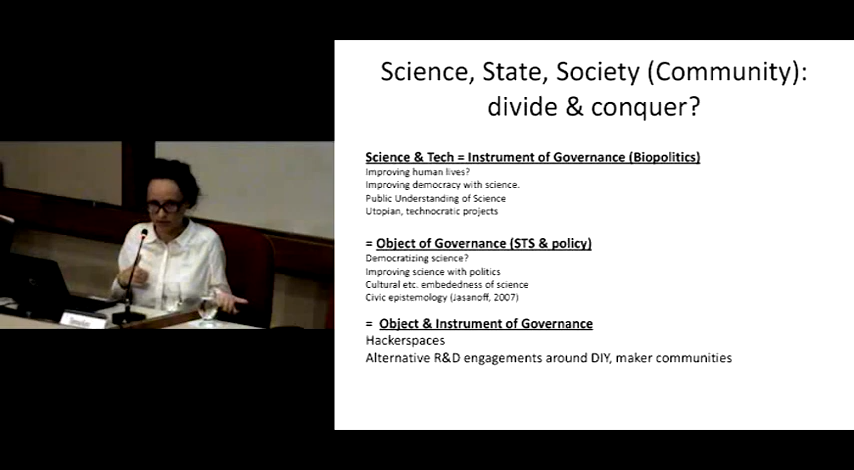 Science, State, Society (Community):
divide & conquer?
Science & Tech = Instrument of Governance (Biopolitics)
Improving human lives?
Improving democracy with science.
Public Understanding of Science
Utopian, technocratic projects
= Object of Governance (STS & policy)
Democratizing science?
Improving science with politics
Cultural etc. embededness of science
Civic epistemology (Jasanoff, 2007)
= Object & Instrument of Governance
Hackerspaces
Alternative R&D engagements around DIY, maker communities